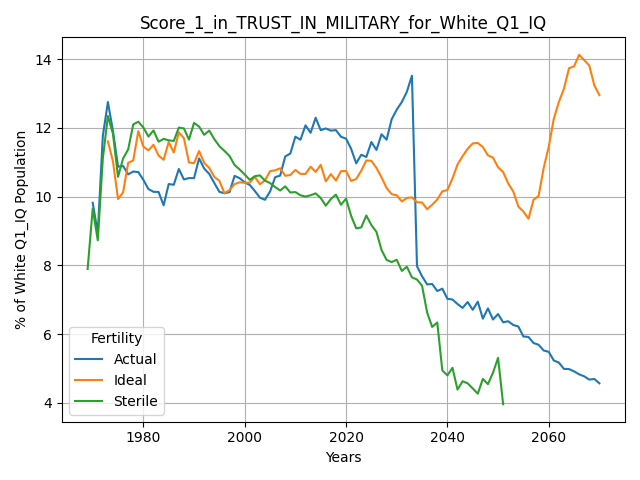 Score_1_in_TRUST_IN_MILITARY_for_White_Q1_IQ
% of White Q1_IQ Population
14
12
10
8
6
4
Fertility
Actual
Ideal
Sterile
1980 2000 2020 2040 2060
Years